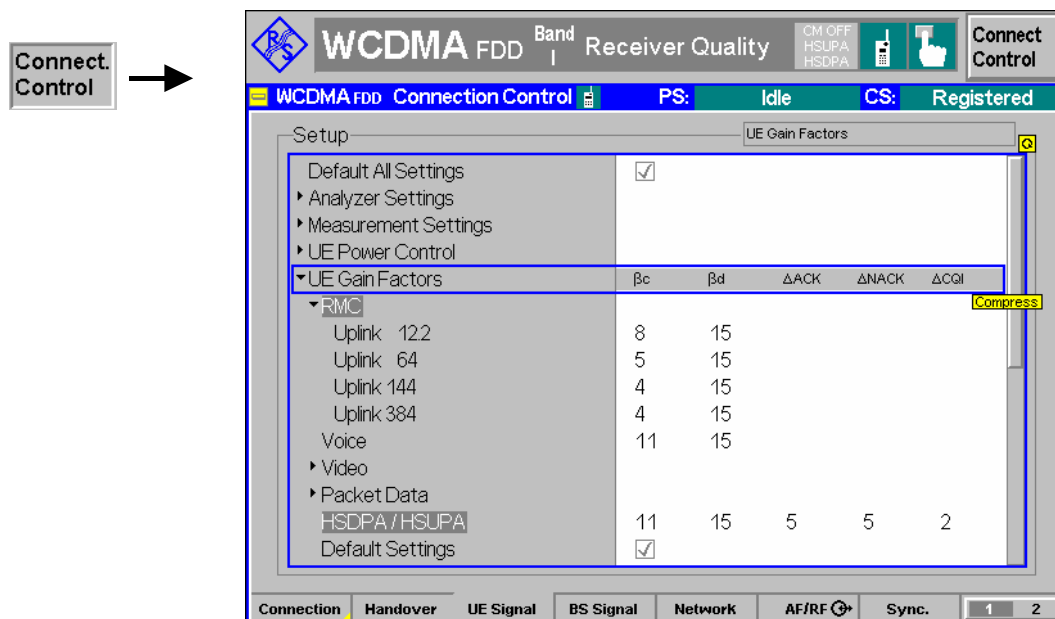 Connect.
Control
R&S
WCDMA FDD Band I Receiver Quality
CM OFF
HSUPA
HSDPA
Connect
Control
WCDMA FDD Connection Control PS: Idle CS: Registered
Setup
UE Gain Factors
Default All Settings
Analyzer Settings
Measurement Settings
UE Power Control
UE Gain Factors βc βd ΔACK ΔNACK ΔCQI
Compress
RMC
Uplink 12.2 8 15
Uplink 64 5 15
Uplink 144 4 15
Uplink 384 4 15
Voice 11 15
Video
Packet Data
HSDPA / HSUPA 11 15 5 5 2
Default Settings
Connection Handover UE Signal BS Signal Network AF/RF Sync. 1 2